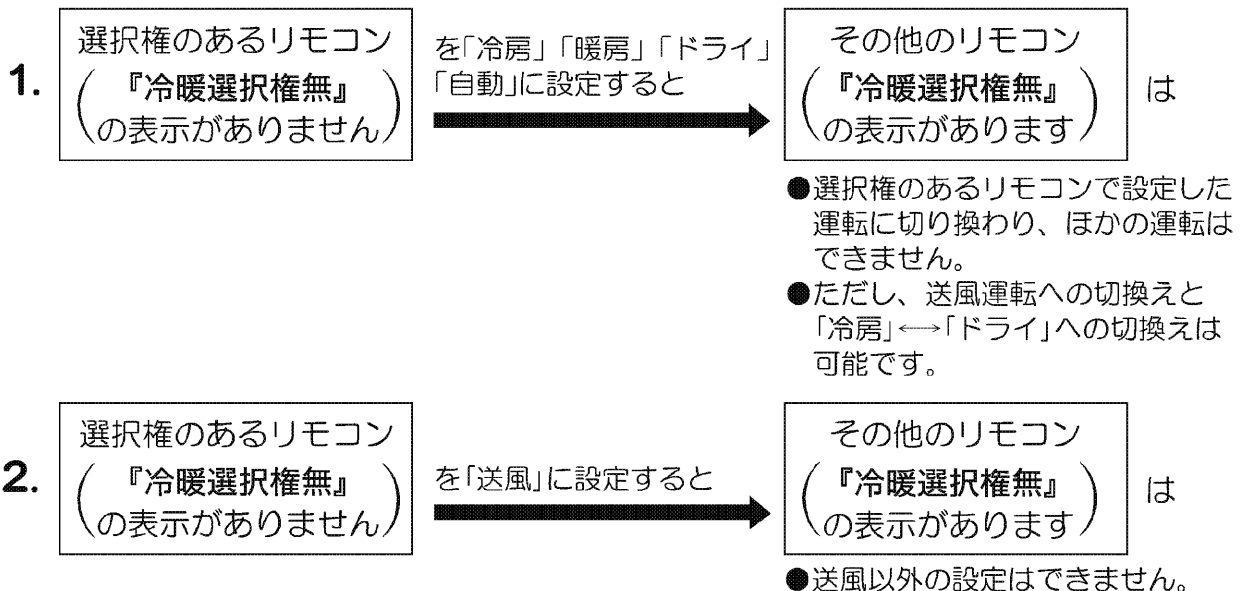 1.
選択権のあるリモコン
『冷暖選択権無』
の表示がありません
を「冷房」「暖房」「ドライ」
「自動」に設定すると
その他のリモコン
『冷暖選択権無』
の表示があります
は
●選択権のあるリモコンで設定した
運転に切り換わり、ほかの運転は
できません。
●ただし、送風運転への切換えと
「冷房」←→「ドライ」への切換えは
可能です。
2.
選択権のあるリモコン
『冷暖選択権無』
の表示がありません
を「送風」に設定すると
その他のリモコン
『冷暖選択権無』
の表示があります
は
●送風以外の設定はできません。